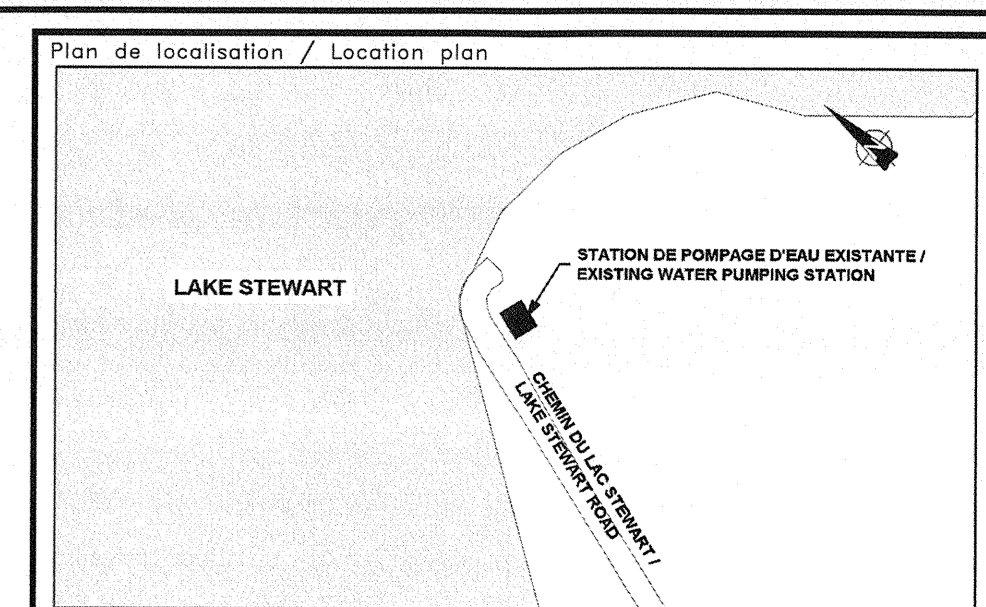 Plan de localisation / Location plan
N
STATION DE POMPAGE D'EAU EXISTANTE /
EXISTING WATER PUMPING STATION
LAKE STEWART
CHEMIN DU LAC STEWART /
LAKE STEWART ROAD